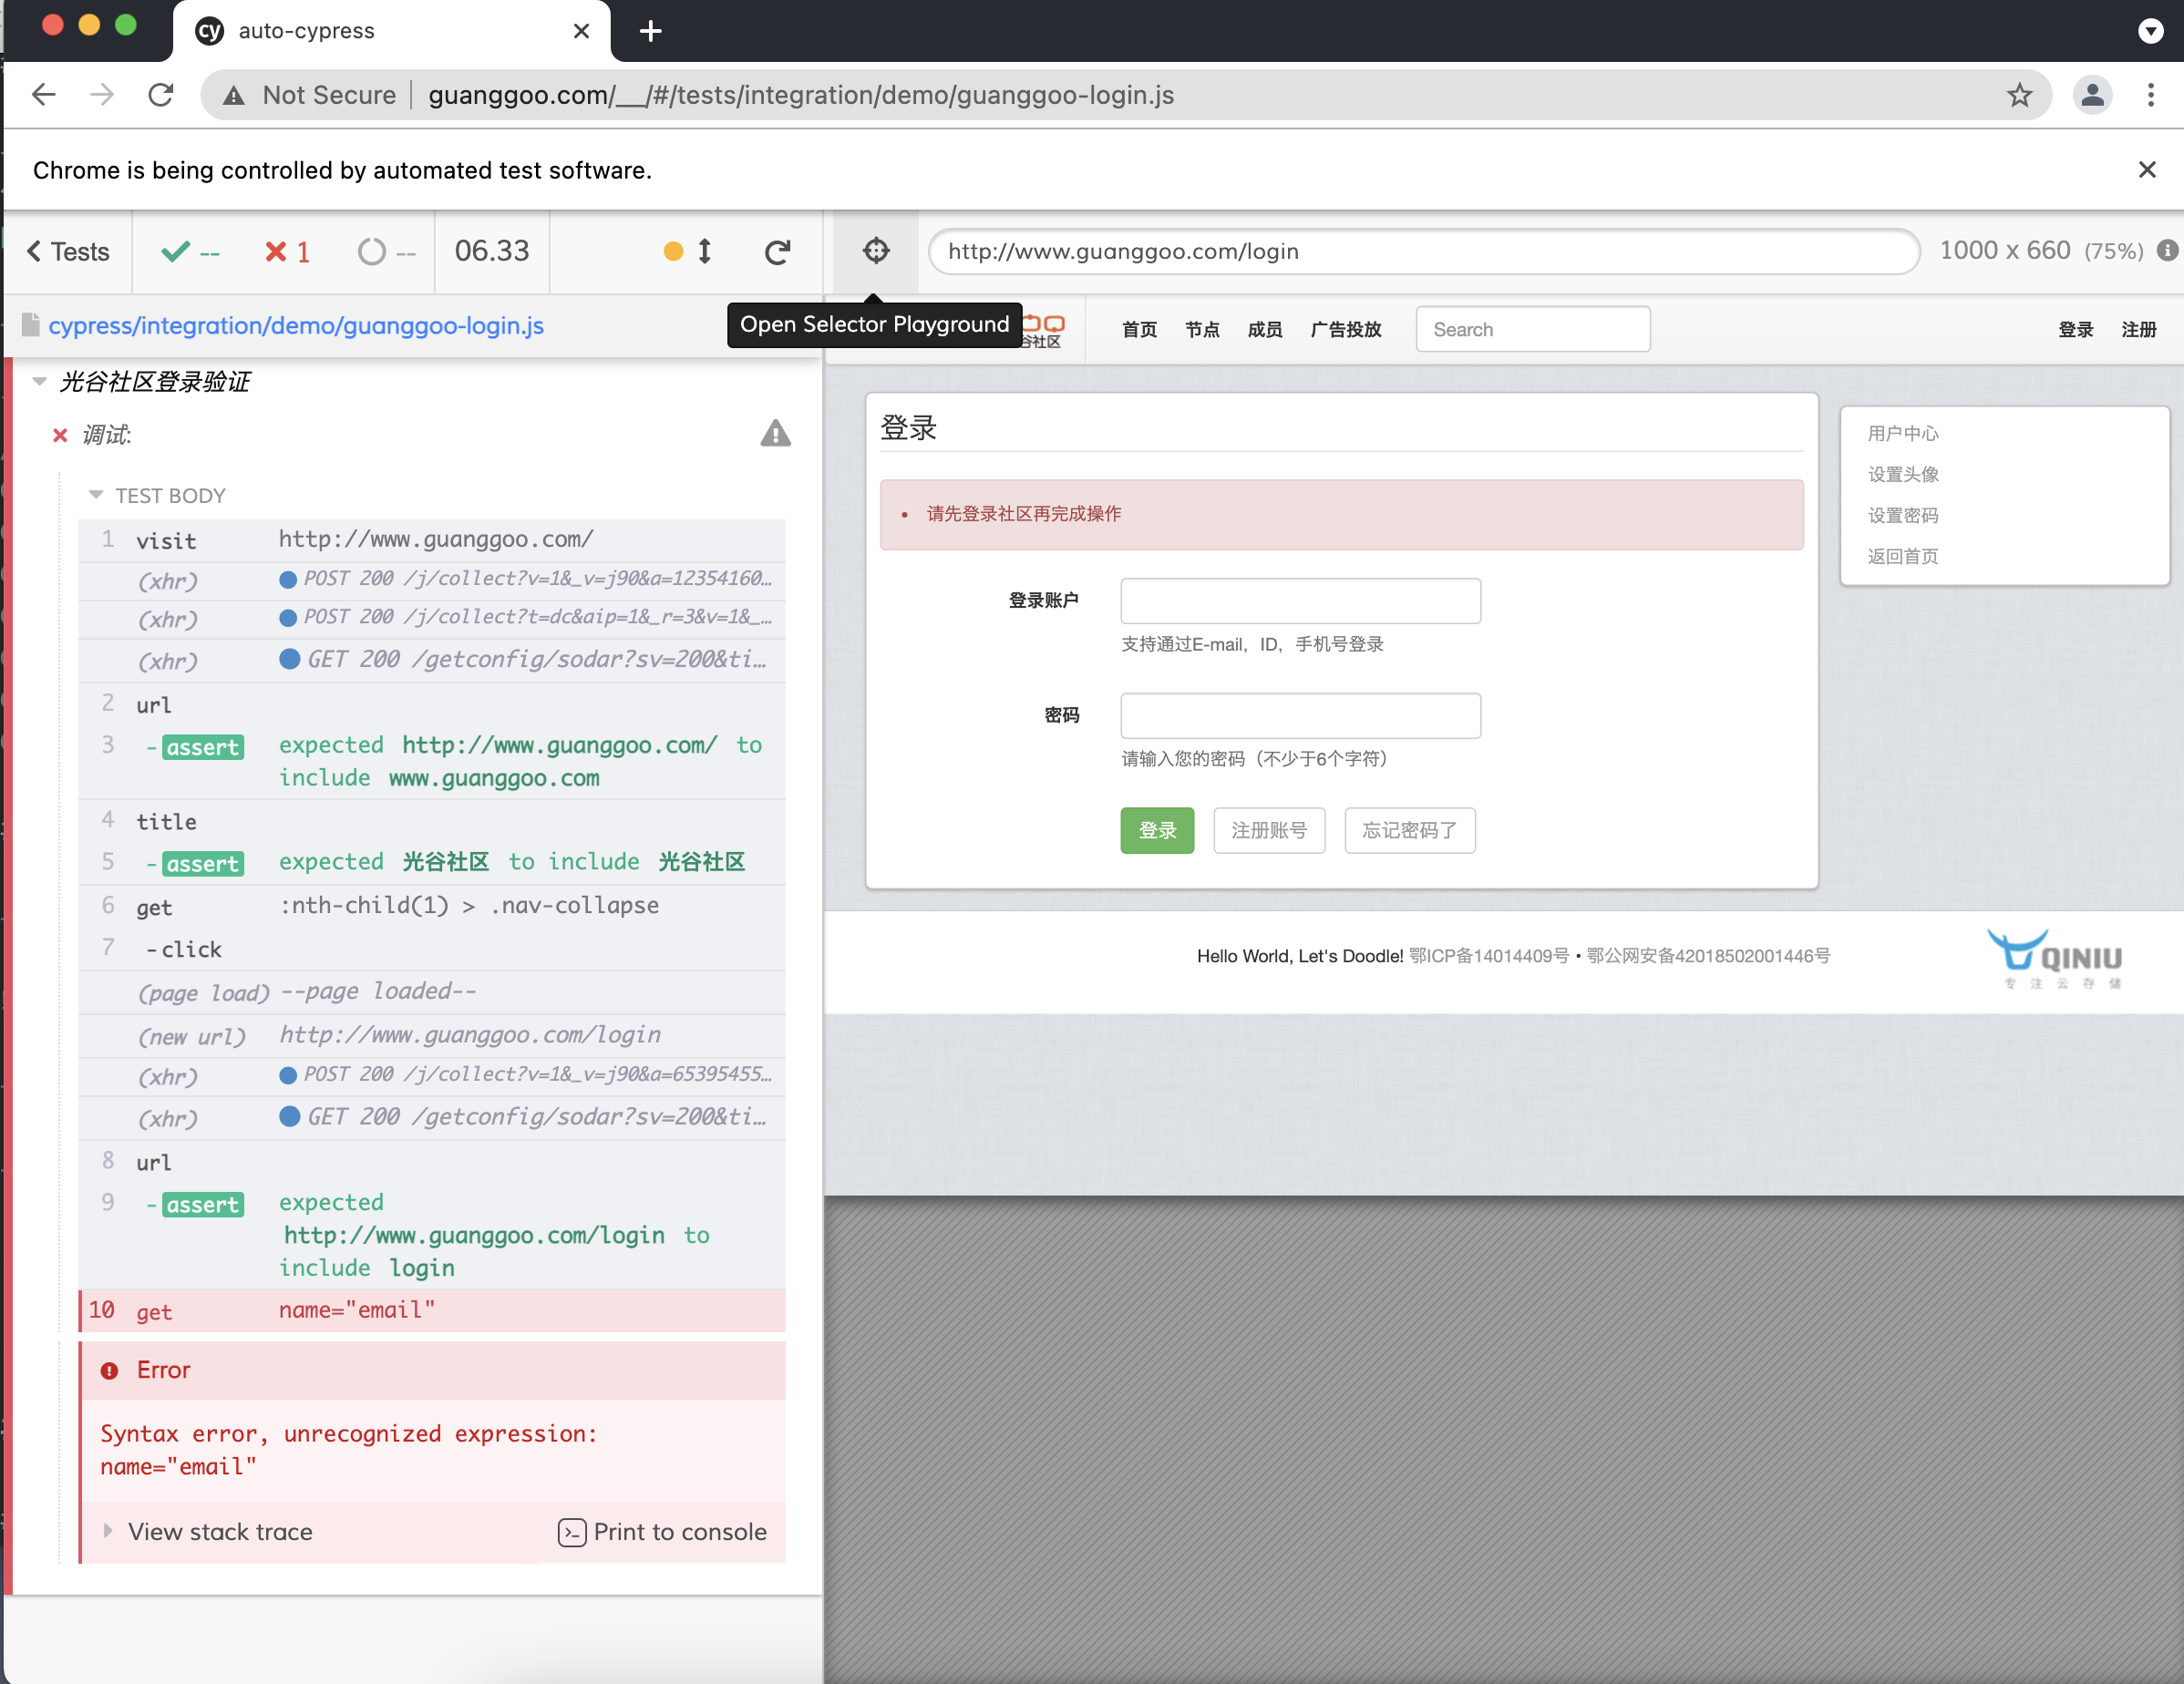 auto-cypress
Not Secure guanggoo.com/__/#/tests/integration/demo/guanggoo-login.js
Chrome is being controlled by automated test software.
Tests -- 1 -- 06.33 http://www.guanggoo.com/login 1000 x 660 (75%)
cypress/integration/demo/guanggoo-login.js
Open Selector Playground
谷社区
首页 节点 成员 广告投放 Search 登录 注册
光谷社区登录验证
调试:
TEST BODY
1 visit http://www.guanggoo.com/
(xhr) POST 200 /j/collect?v=1&_v=j90&a=12354160...
(xhr) POST 200 /j/collect?t=dc&aip=1&_r=3&v=1&_...
(xhr) GET 200 /getconfig/sodar?sv=200&ti...
2 url
3 -assert expected http://www.guanggoo.com/ to
include www.guanggoo.com
4 title
5 -assert expected 光谷社区 to include 光谷社区
6 get :nth-child(1) > .nav-collapse
7 -click
(page load) --page loaded--
(new url) http://www.guanggoo.com/login
(xhr) POST 200 /j/collect?v=1&_v=j90&a=65395455...
(xhr) GET 200 /getconfig/sodar?sv=200&ti...
8 url
9 -assert expected
http://www.guanggoo.com/login to
include login
10 get name="email"
Error
Syntax error, unrecognized expression:
name="email"
View stack trace Print to console
登录
请先登录社区再完成操作
登录账户
支持通过E-mail, ID, 手机号登录
密码
请输入您的密码（不少于6个字符）
登录 注册账号 忘记密码了
用户中心
设置头像
设置密码
返回首页
Hello World, Let's Doodle! 鄂ICP备14014409号 • 鄂公网安备42018502001446号
QINIU
专注云存储